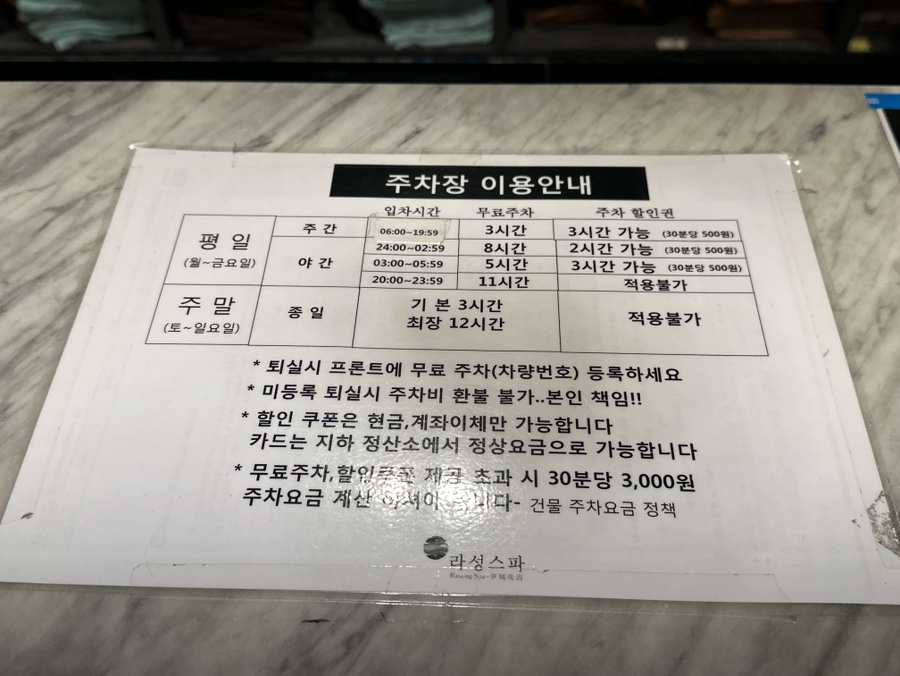 주차장 이용안내
입차시간 무료주차 주차 할인권
평 일 (월~금요일)
주 간 06:00~19:59 3시간 3시간 가능 (30분당 500원)
야 간 24:00~02:59 8시간 2시간 가능 (30분당 500원)
03:00~05:59 5시간 3시간 가능 (30분당 500원)
20:00~23:59 11시간 적용불가
주 말 (토~일요일)
종 일 기 본 3시간 적용불가
최장 12시간
* 퇴실시 프론트에 무료 주차(차량번호) 등록하세요
* 미등록 퇴실시 주차비 환불 불가..본인 책임!!
* 할인 쿠폰은 현금,계좌이체만 가능합니다
카드는 지하 정산소에서 정상요금으로 가능합니다
* 무료주차,할인쿠폰 제공 초과 시 30분당 3,000원
주차요금 계산 니다- 건물 주차요금 정책
라성스파